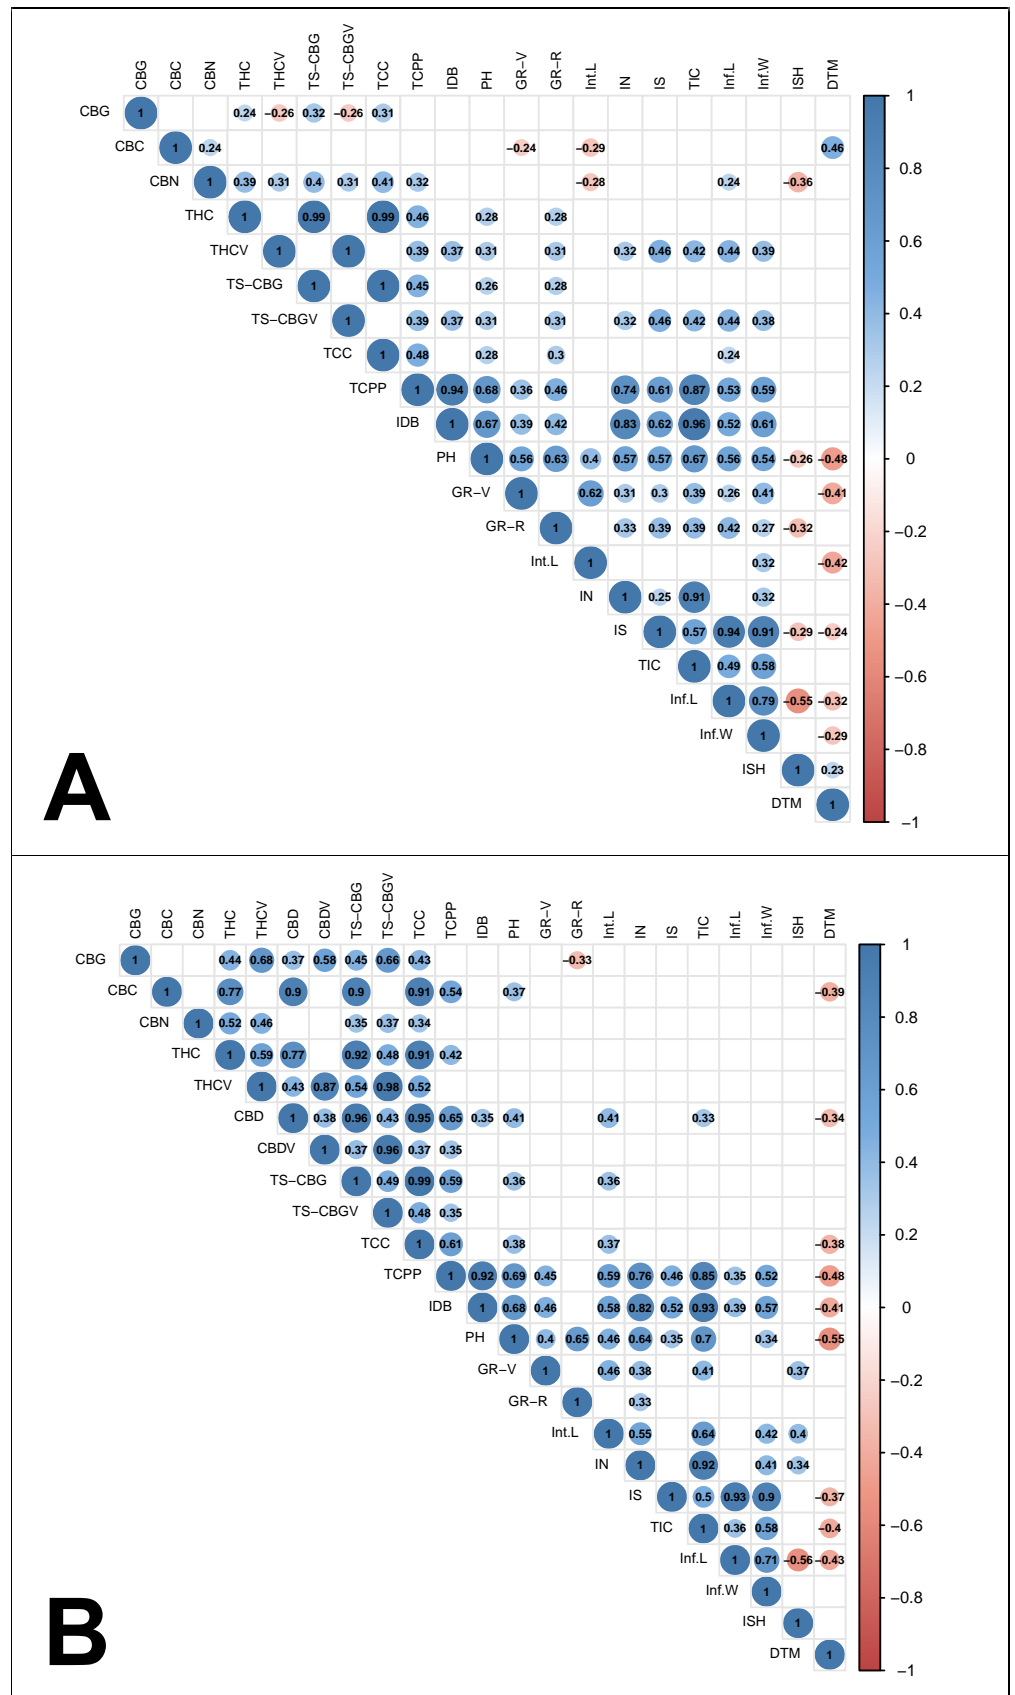 CBG CBC CBN THC THCV TS−CBG TS−CBGV TCC TCPP IDB PH GR−V GR−R Int.L IN IS TIC Inf.L Inf.W ISH DTM
CBG 1 0.24 −0.26 0.32 −0.26 0.31
CBC 1 0.24 −0.24 −0.29 0.46
CBN 1 0.39 0.31 0.4 0.31 0.41 0.32 −0.28 0.24 −0.36
THC 1 0.99 0.99 0.46 0.28 0.28
THCV 1 1 0.39 0.37 0.31 0.31 0.32 0.46 0.42 0.44 0.39
TS−CBG 1 1 0.45 0.26 0.28
TS−CBGV 1 0.39 0.37 0.31 0.31 0.32 0.46 0.42 0.44 0.38
TCC 1 0.48 0.28 0.3 0.24
TCPP 1 0.94 0.68 0.36 0.46 0.74 0.61 0.87 0.53 0.59
IDB 1 0.67 0.39 0.42 0.83 0.62 0.96 0.52 0.61
PH 1 0.56 0.63 0.4 0.57 0.57 0.67 0.56 0.54 −0.26 −0.48
GR−V 1 0.62 0.31 0.3 0.39 0.26 0.41 −0.41
GR−R 1 0.33 0.39 0.39 0.42 0.27 −0.32
Int.L 1 0.32 −0.42
IN 1 0.25 0.91 0.32
IS 1 0.57 0.94 0.91 −0.29 −0.24
TIC 1 0.49 0.58
Inf.L 1 0.79 −0.55 −0.32
Inf.W 1 −0.29
ISH 1 0.23
DTM 1
1
0.8
0.6
0.4
0.2
0
−0.2
−0.4
−0.6
−0.8
−1
A
CBG CBC CBN THC THCV CBD CBDV TS−CBG TS−CBGV TCC TCPP IDB PH GR−V GR−R Int.L IN IS TIC Inf.L Inf.W ISH DTM
CBG 1 0.44 0.68 0.37 0.58 0.45 0.66 0.43 −0.33
CBC 1 0.77 0.9 0.9 0.91 0.54 0.37 −0.39
CBN 1 0.52 0.46 0.35 0.37 0.34
THC 1 0.59 0.77 0.92 0.48 0.91 0.42
THCV 1 0.43 0.87 0.54 0.98 0.52
CBD 1 0.38 0.96 0.43 0.95 0.65 0.35 0.41 0.41 0.33 −0.34
CBDV 1 0.37 0.96 0.37 0.35
TS−CBG 1 0.49 0.99 0.59 0.36 0.36
TS−CBGV 1 0.48 0.35
TCC 1 0.61 0.38 0.37 −0.38
TCPP 1 0.92 0.69 0.45 0.59 0.76 0.46 0.85 0.35 0.52 −0.48
IDB 1 0.68 0.46 0.58 0.82 0.52 0.93 0.39 0.57 −0.41
PH 1 0.4 0.65 0.46 0.64 0.35 0.7 0.34 −0.55
GR−V 1 0.46 0.38 0.41 0.37
GR−R 1 0.33
Int.L 1 0.55 0.64 0.42 0.4
IN 1 0.92 0.41 0.34
IS 1 0.5 0.93 0.9 −0.37
TIC 1 0.36 0.58 −0.4
Inf.L 1 0.71 −0.56 −0.43
Inf.W 1
ISH 1
DTM 1
1
0.8
0.6
0.4
0.2
0
−0.2
−0.4
−0.6
−0.8
−1
B